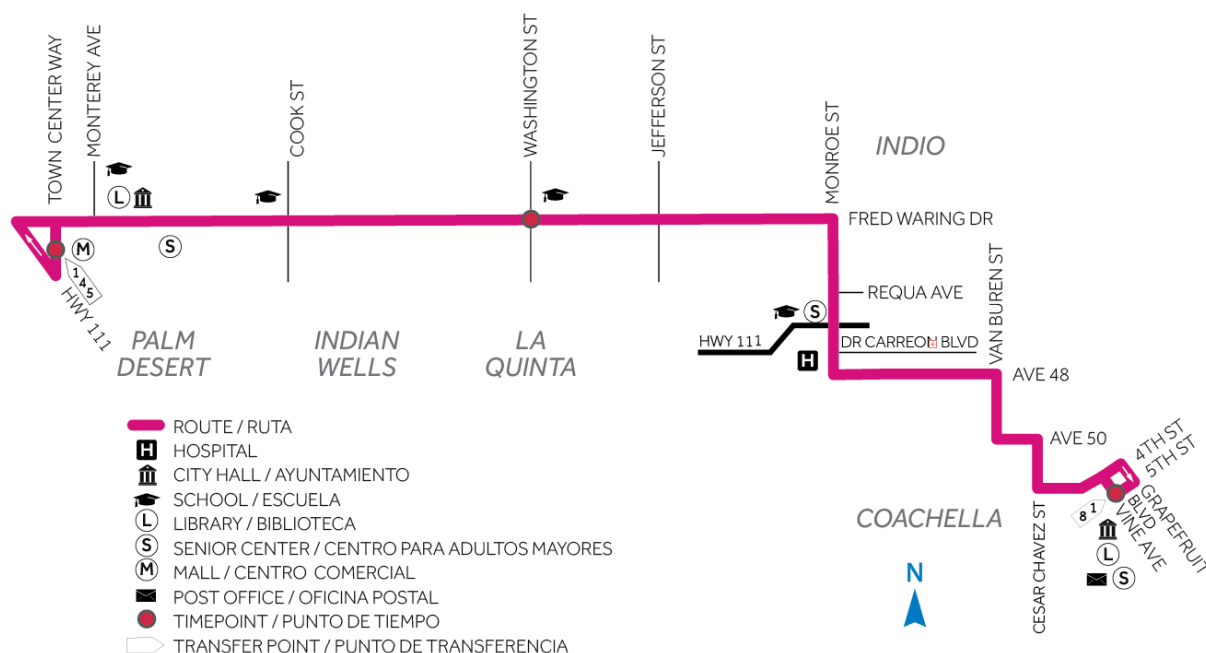 TOWN CENTER WAY
MONTEREY AVE
COOK ST
WASHINGTON ST
JEFFERSON ST
MONROE ST
INDIO
L
FRED WARING DR
M
S
VAN BUREN ST
1
4
5
HWY 111
REQUA AVE
S
PALM
DESERT
INDIAN
WELLS
LA
QUINTA
HWY 111
DR CARREON BLVD
H
AVE 48
ROUTE / RUTA
H HOSPITAL
CITY HALL / AYUNTAMIENTO
SCHOOL / ESCUELA
L LIBRARY / BIBLIOTECA
S SENIOR CENTER / CENTRO PARA ADULTOS MAYORES
M MALL / CENTRO COMERCIAL
POST OFFICE / OFICINA POSTAL
TIMEPOINT / PUNTO DE TIEMPO
TRANSFER POINT / PUNTO DE TRANSFERENCIA
AVE 50
4TH ST
5TH ST
GRAPEFRUIT
BLVD
VINE AVE
8 1
COACHELLA
CESAR CHAVEZ ST
L
S
N